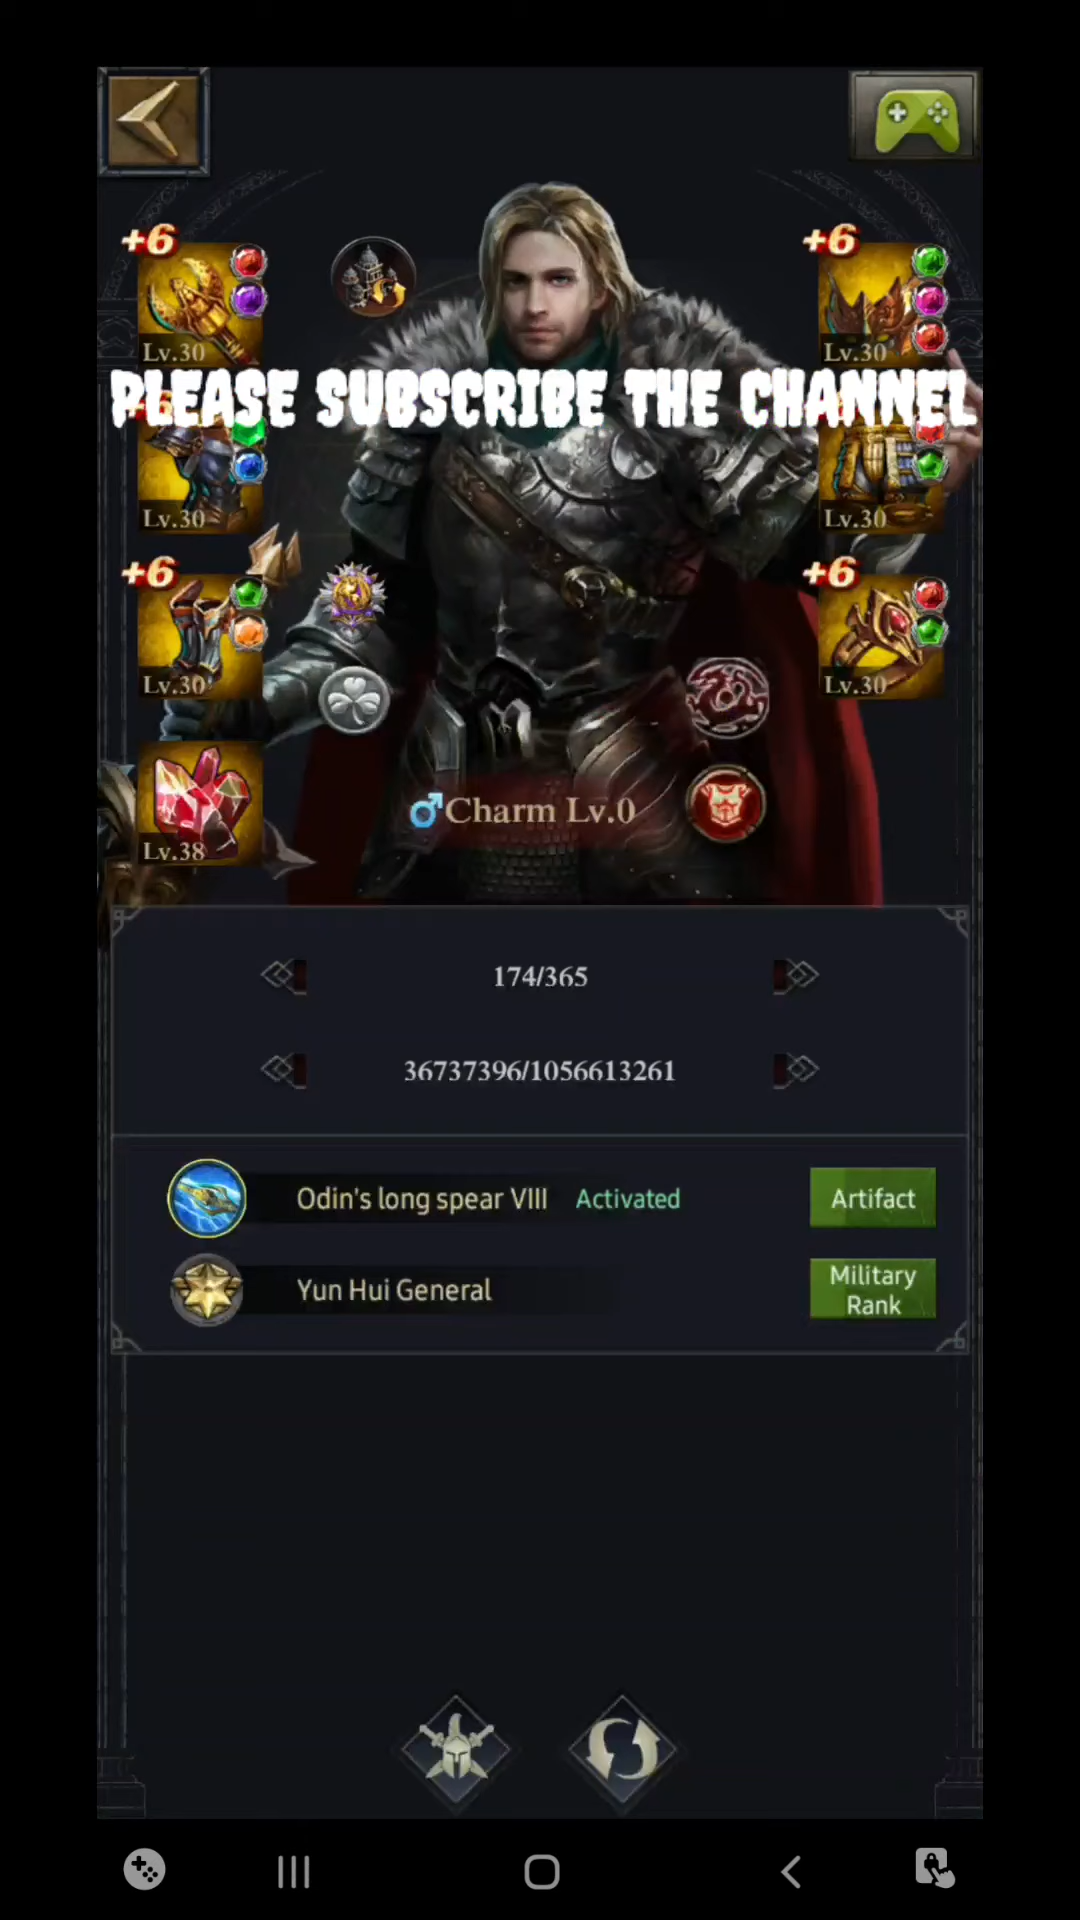 +6
+6
Lv.30
Lv.30
PLEASE SUBSCRIBE THE CHANNEL
Lv.30
Lv.30
+6
+6
Lv.30
Lv.30
Charm Lv.0
Lv.38
174/365
36737396/1056613261
Odin's long spear VIII Activated
Artifact
Yun Hui General
Military
Rank